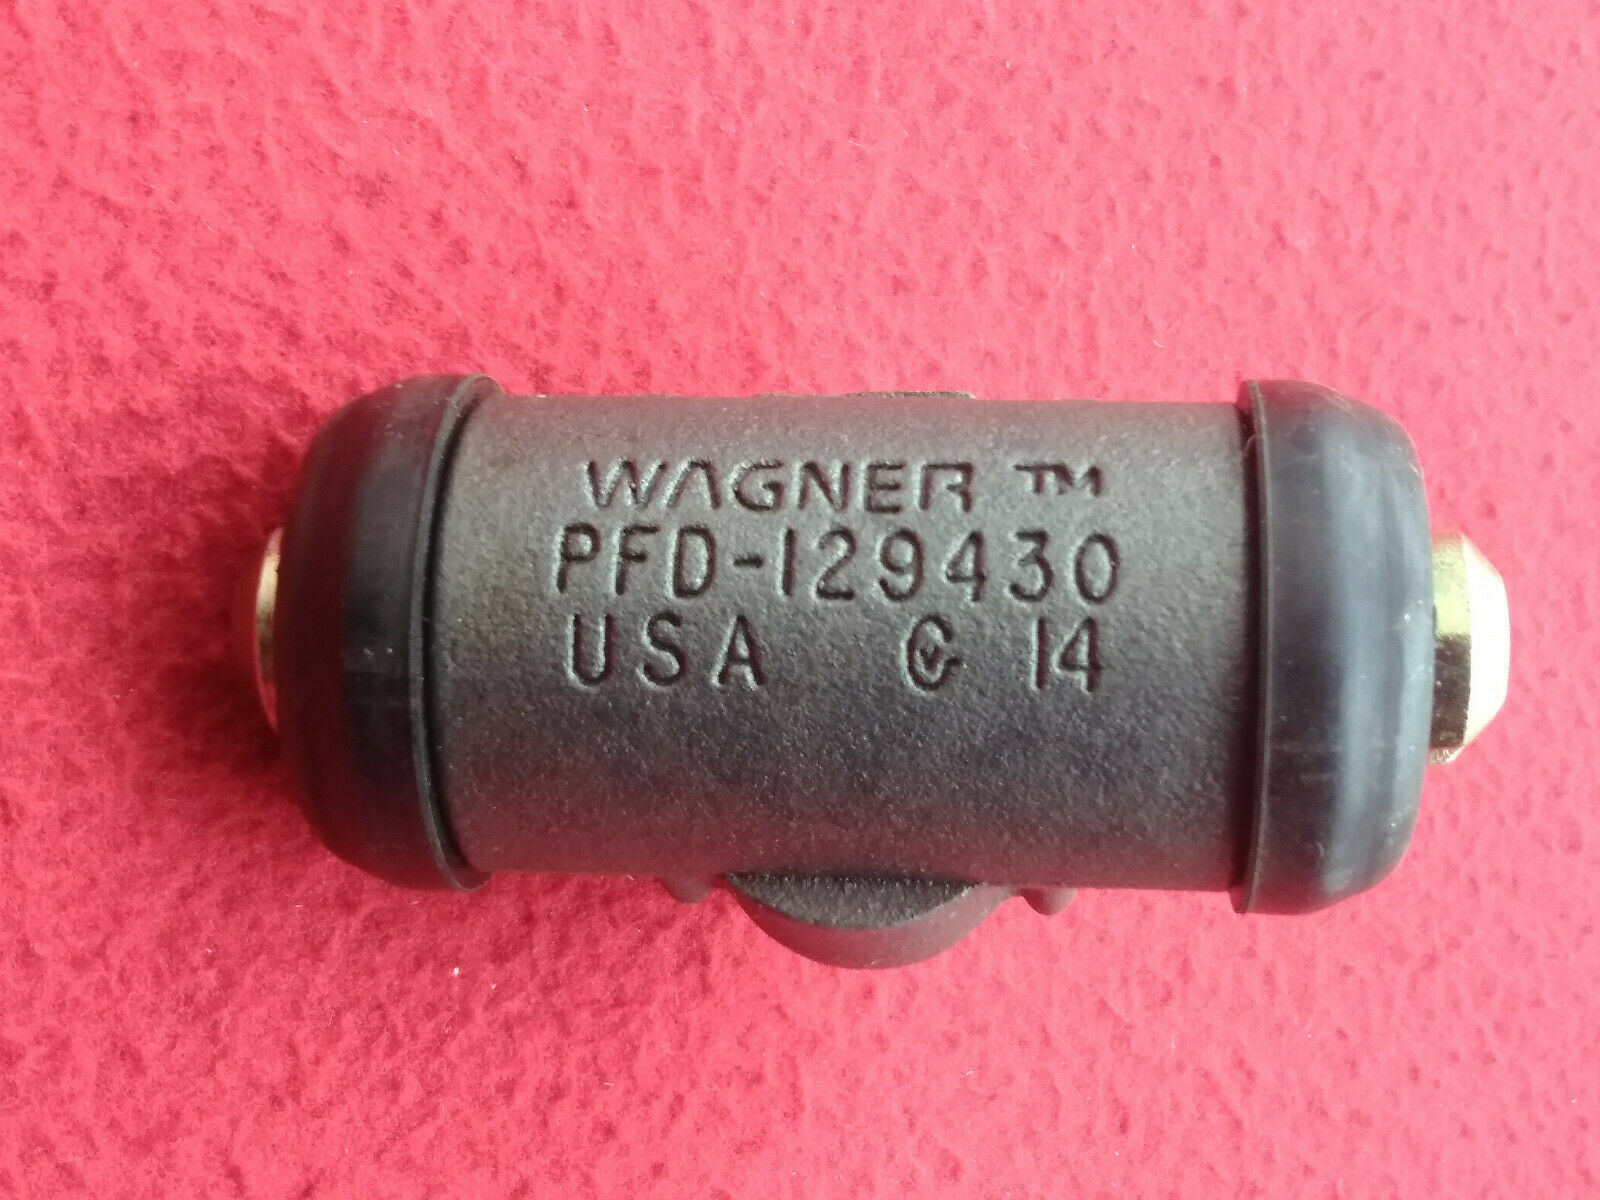 WAGNER ™
PFD-129430
USA G 14